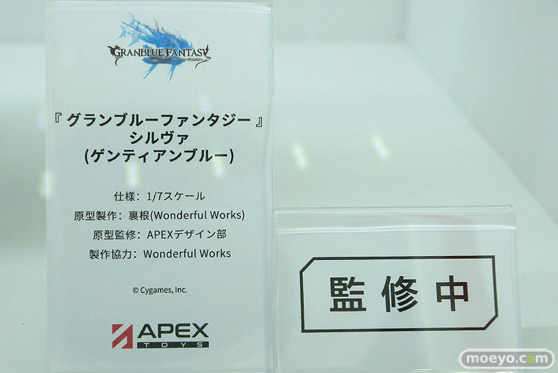 GRANBLUE FANTASY
『 グランブルーファンタジー 』
シルヴァ
(ゲンティアンブルー)
仕様：1/7スケール
原型製作：裏根(Wonderful Works)
原型監修：APEXデザイン部
製作協力：Wonderful Works
© Cygames, Inc.
APEX
TOYS
監修中
moeyo.com